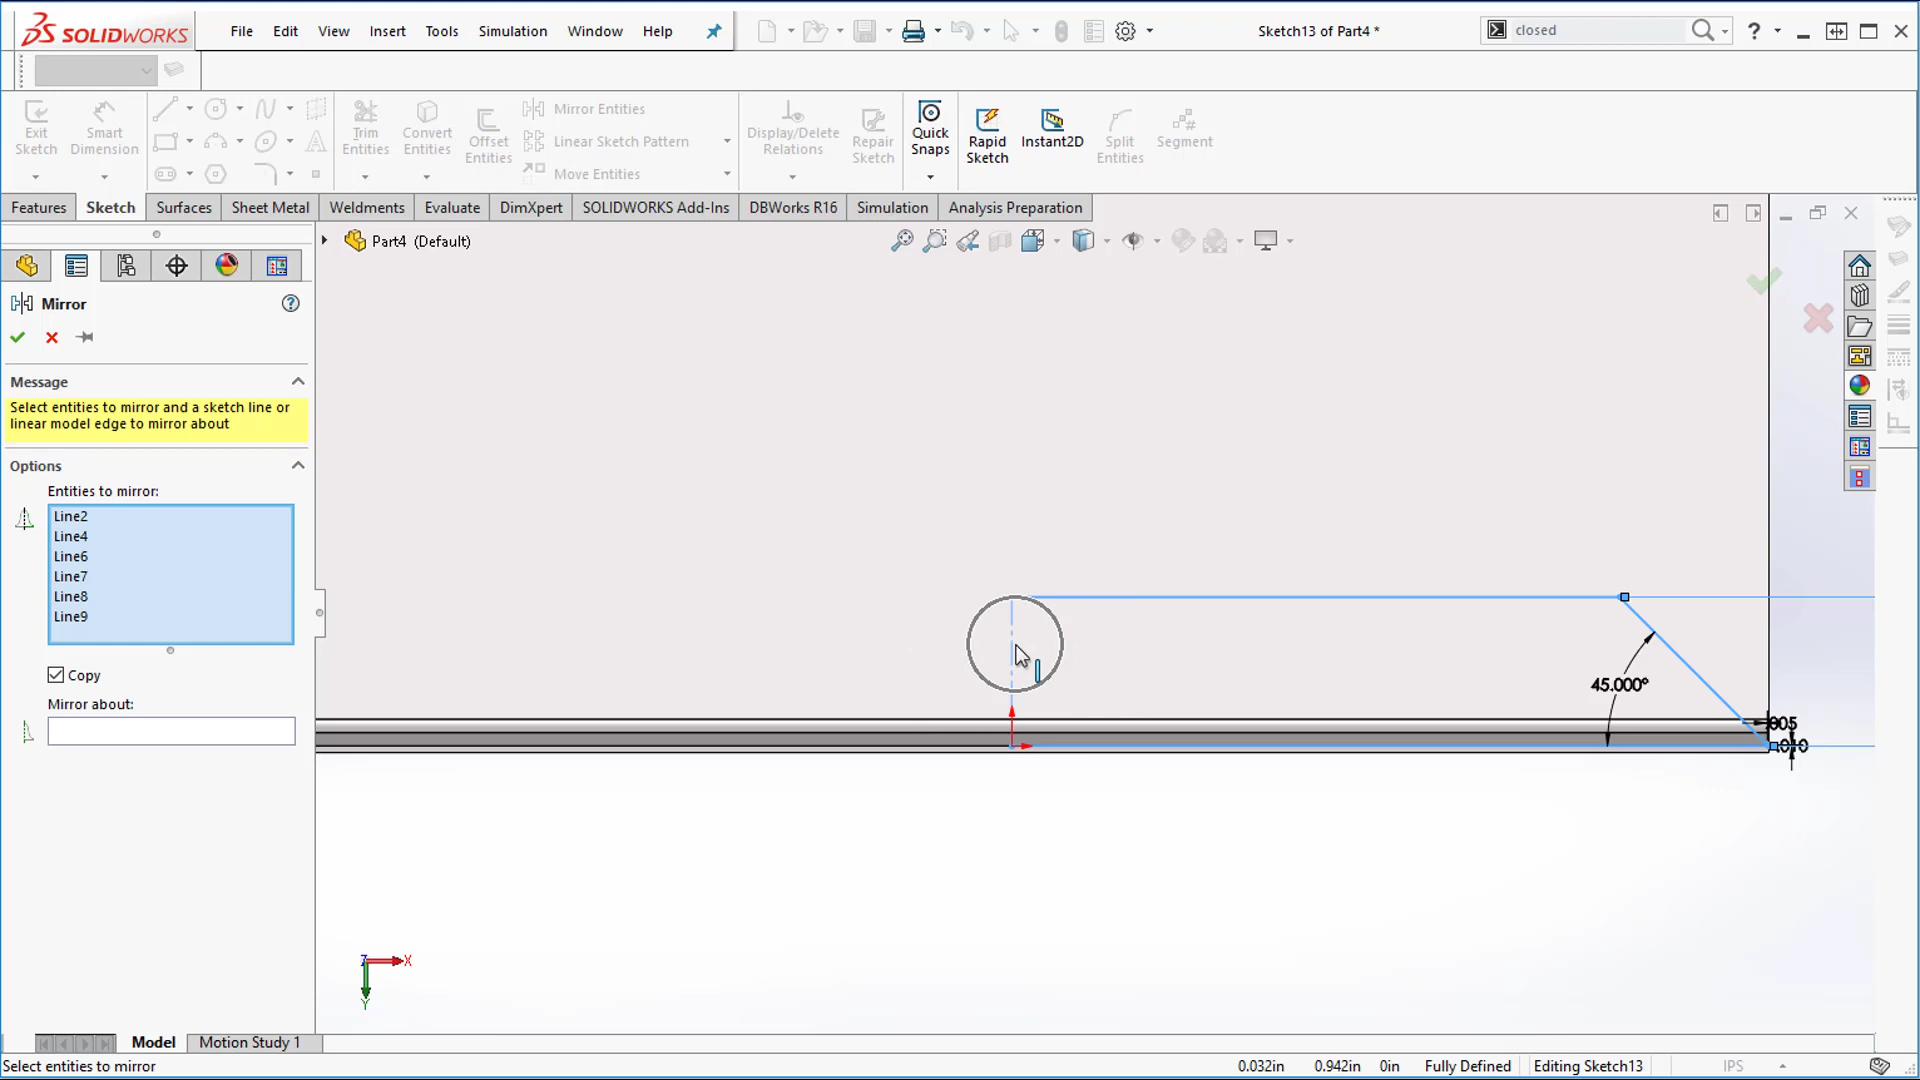 SOLIDWORKS File Edit View Insert Tools Simulation Window Help Sketch13 of Part4 * closed
Exit Sketch
Smart Dimension
Trim Entities
Convert Entities
Offset Entities
Mirror Entities
Linear Sketch Pattern
Move Entities
Display/Delete Relations
Repair Sketch
Quick Snaps
Rapid Sketch
Instant2D
Split Entities
Segment
Features Sketch Surfaces Sheet Metal Weldments Evaluate DimXpert SOLIDWORKS Add-Ins DBWorks R16 Simulation Analysis Preparation
Part4 (Default)
Mirror
Message
Select entities to mirror and a sketch line or
linear model edge to mirror about
Options
Entities to mirror:
Line2
Line4
Line6
Line7
Line8
Line9
Copy
Mirror about:
45.000°
Z X
Y
Model Motion Study 1
Select entities to mirror 0.032in 0.942in 0in Fully Defined Editing Sketch13 IPS